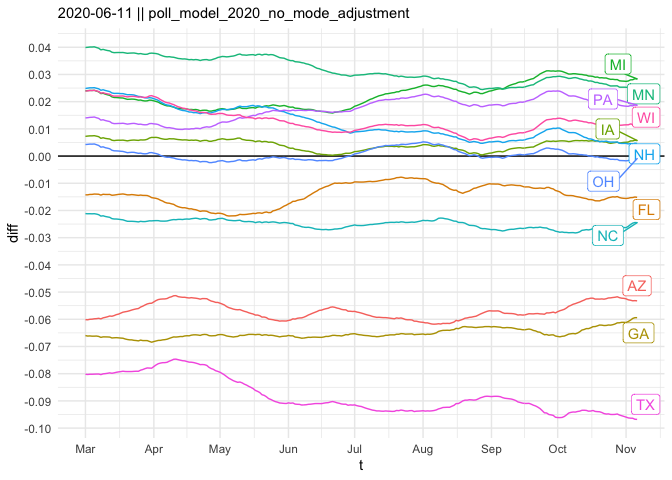 2020-06-11 || poll_model_2020_no_mode_adjustment
0.04
0.03
0.02
0.01
0.00
-0.01
-0.02
-0.03
-0.04
-0.05
-0.06
-0.07
-0.08
-0.09
-0.10
diff
MI
MN
PA
WI
IA
NH
OH
FL
NC
AZ
GA
TX
Mar Apr May Jun Jul Aug Sep Oct Nov
t